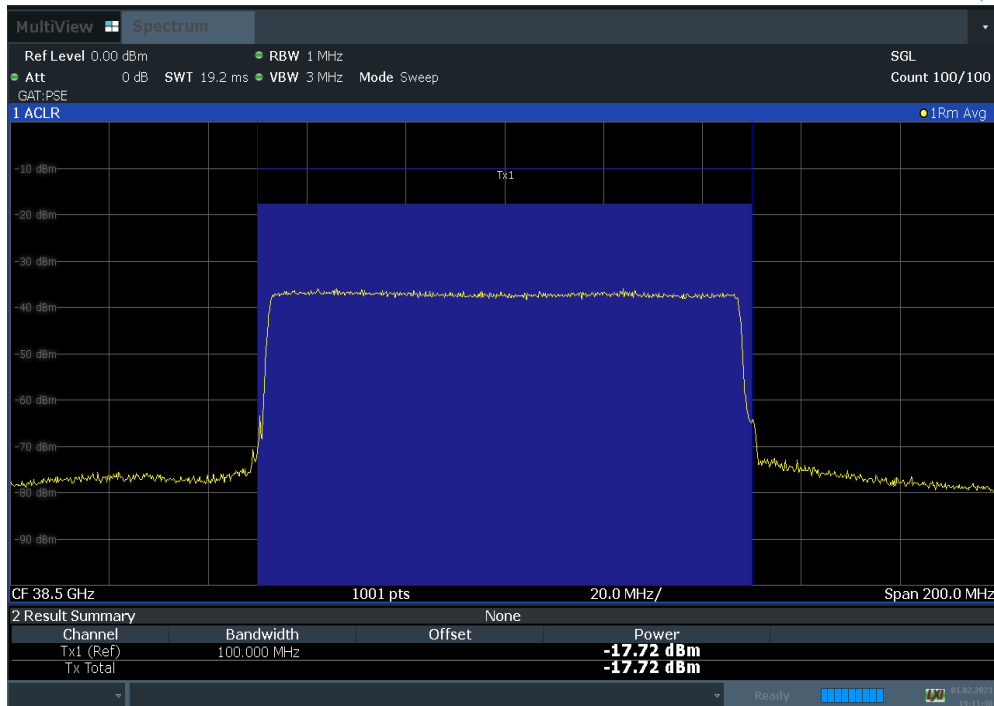 MultiView Spectrum
Ref Level 0.00 dBm RBW 1 MHz SGL
Att 0 dB SWT 19.2 ms VBW 3 MHz Mode Sweep Count 100/100
GAT:PSE
1 ACLR 1Rm Avg
-10 dBm
Tx1
-20 dBm
-30 dBm
-40 dBm
-50 dBm
-60 dBm
-70 dBm
-80 dBm
-90 dBm
CF 38.5 GHz 1001 pts 20.0 MHz/ Span 200.0 MHz
2 Result Summary None
Channel Bandwidth Offset Power
Tx1 (Ref) 100.000 MHz -17.72 dBm
Tx Total -17.72 dBm
Ready LXI 01.02.2021